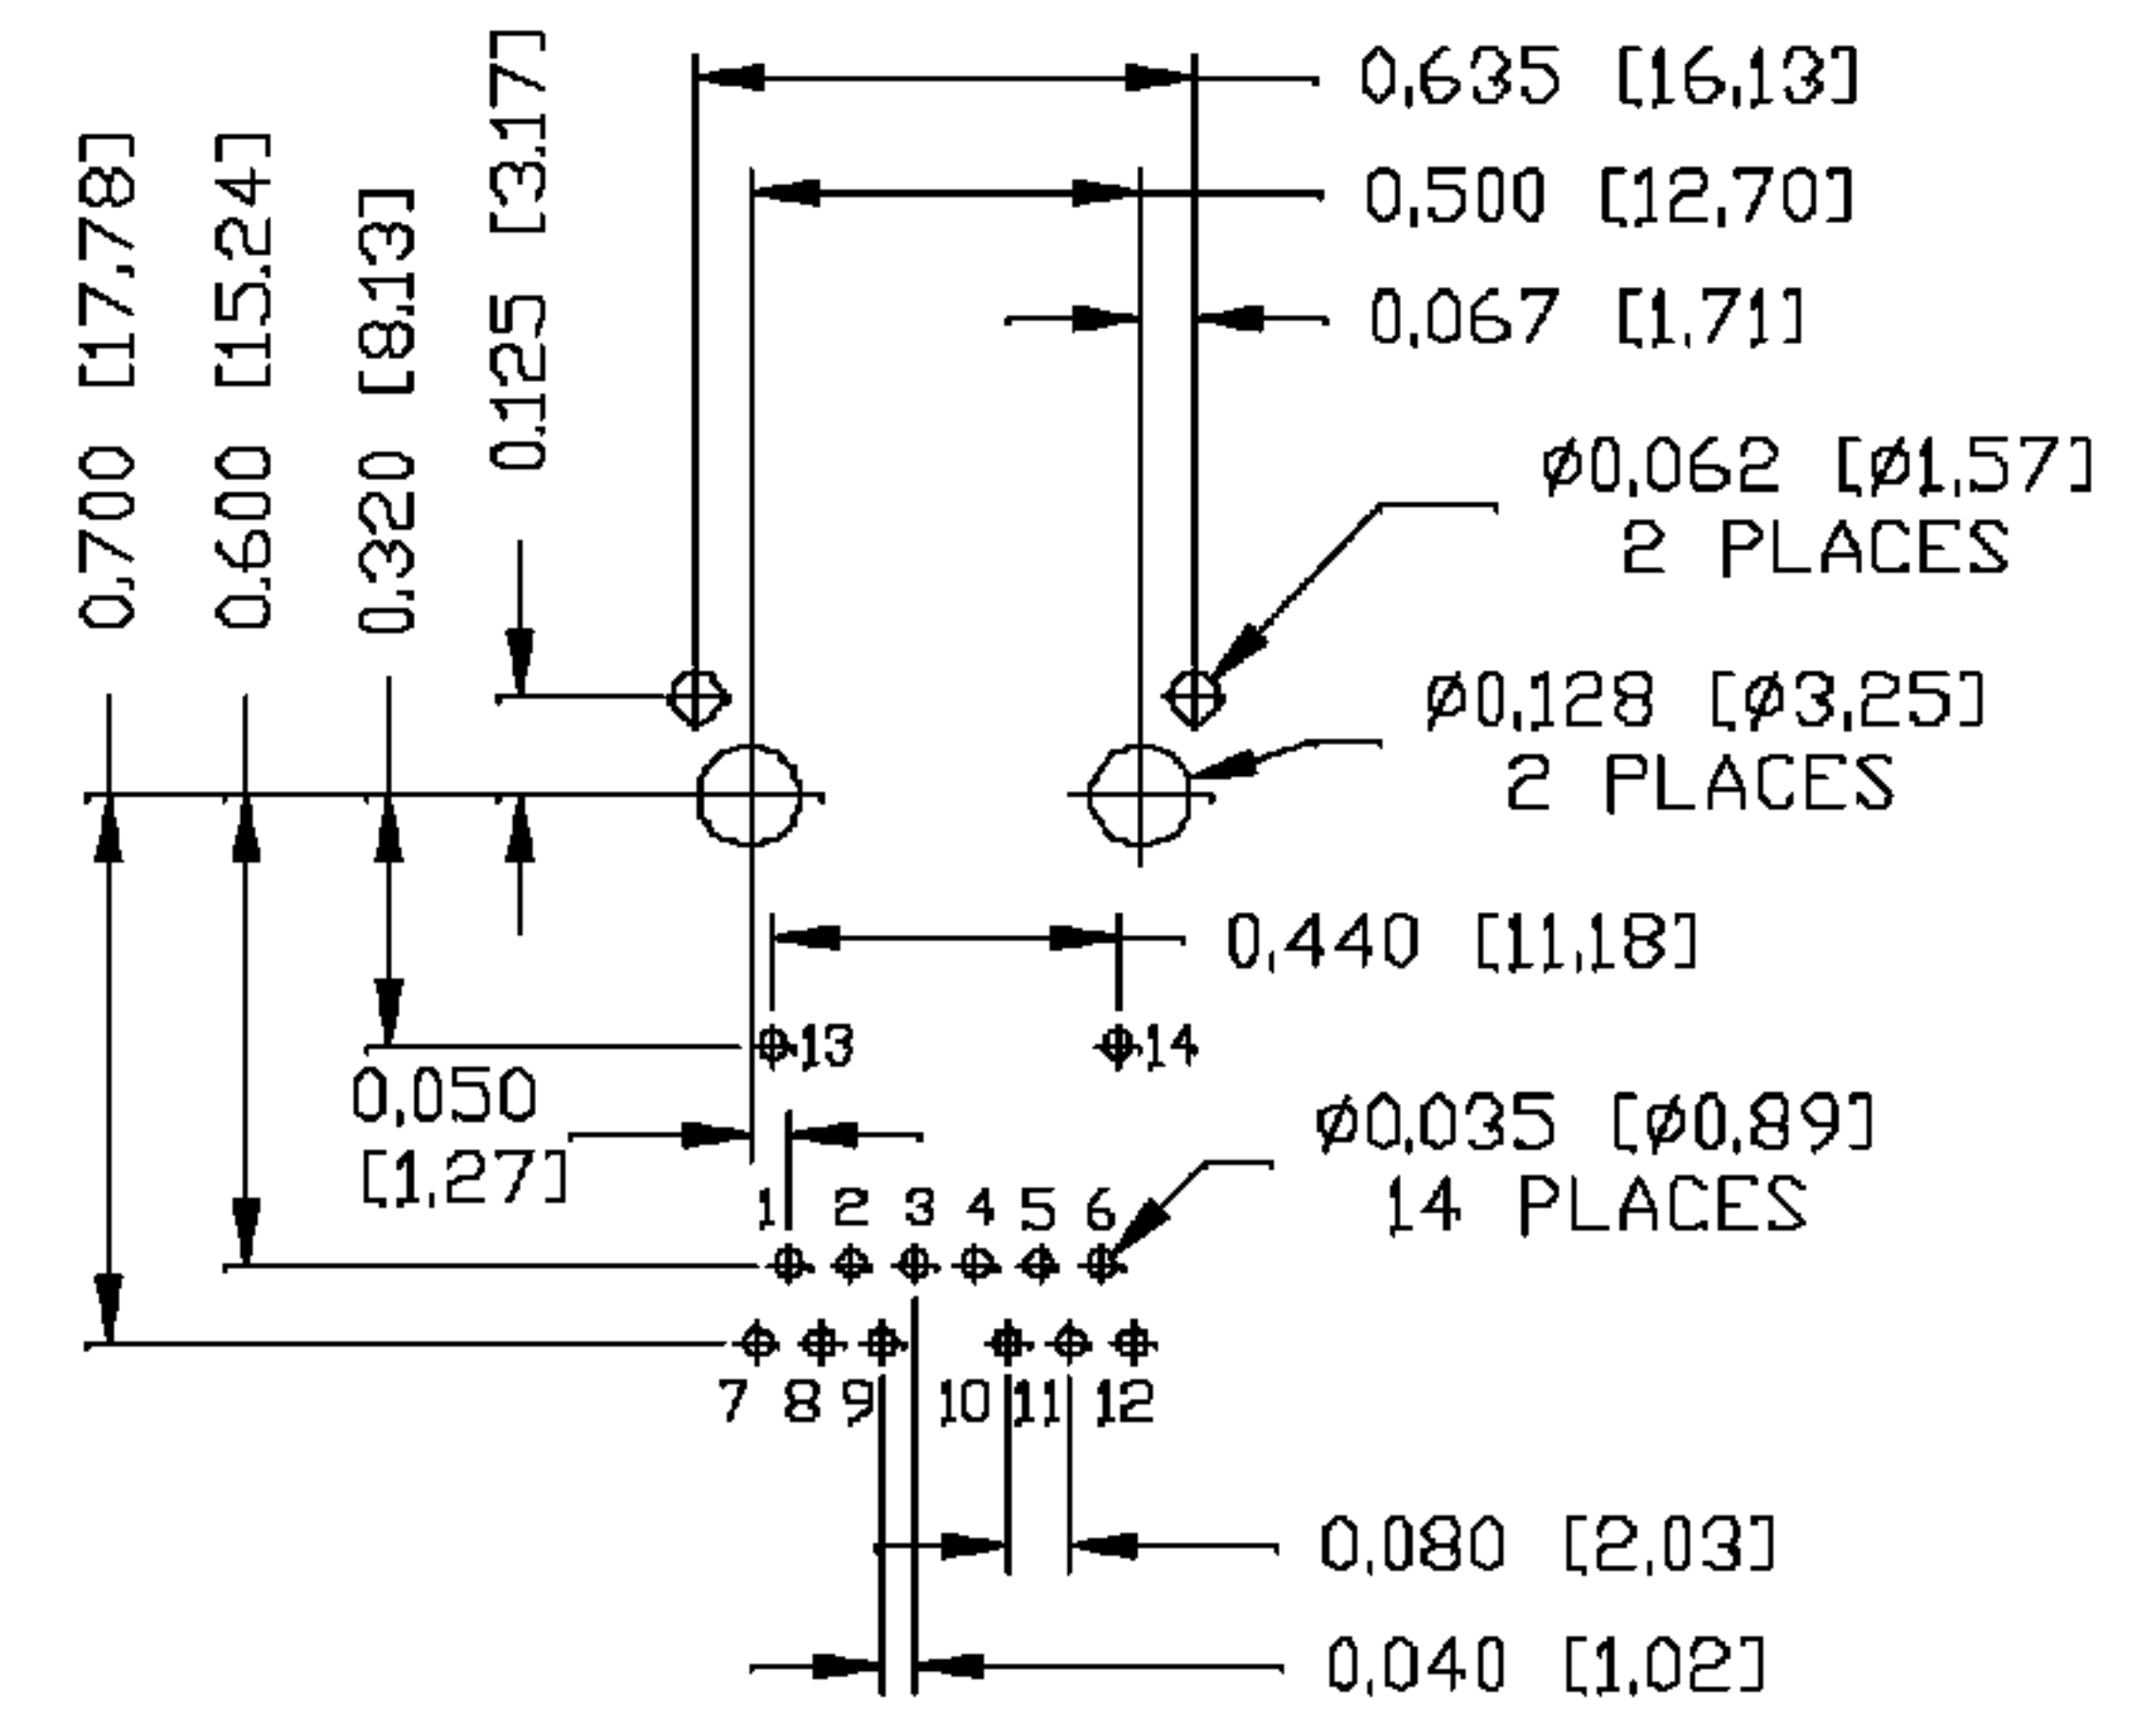 0,700 [17,78]
0,600 [15,24]
0,320 [8,13]
0,125 [3,17]
0,635 [16,13]
0,500 [12,70]
0,067 [1,71]
ø0,062 [ø1,57]
2 PLACES
ø0,128 [ø3,25]
2 PLACES
0,440 [11,18]
13 14
0,050
[1,27]
ø0,035 [ø0,89]
14 PLACES
1 2 3 4 5 6
7 8 9 10 11 12
0,080 [2,03]
0,040 [1,02]